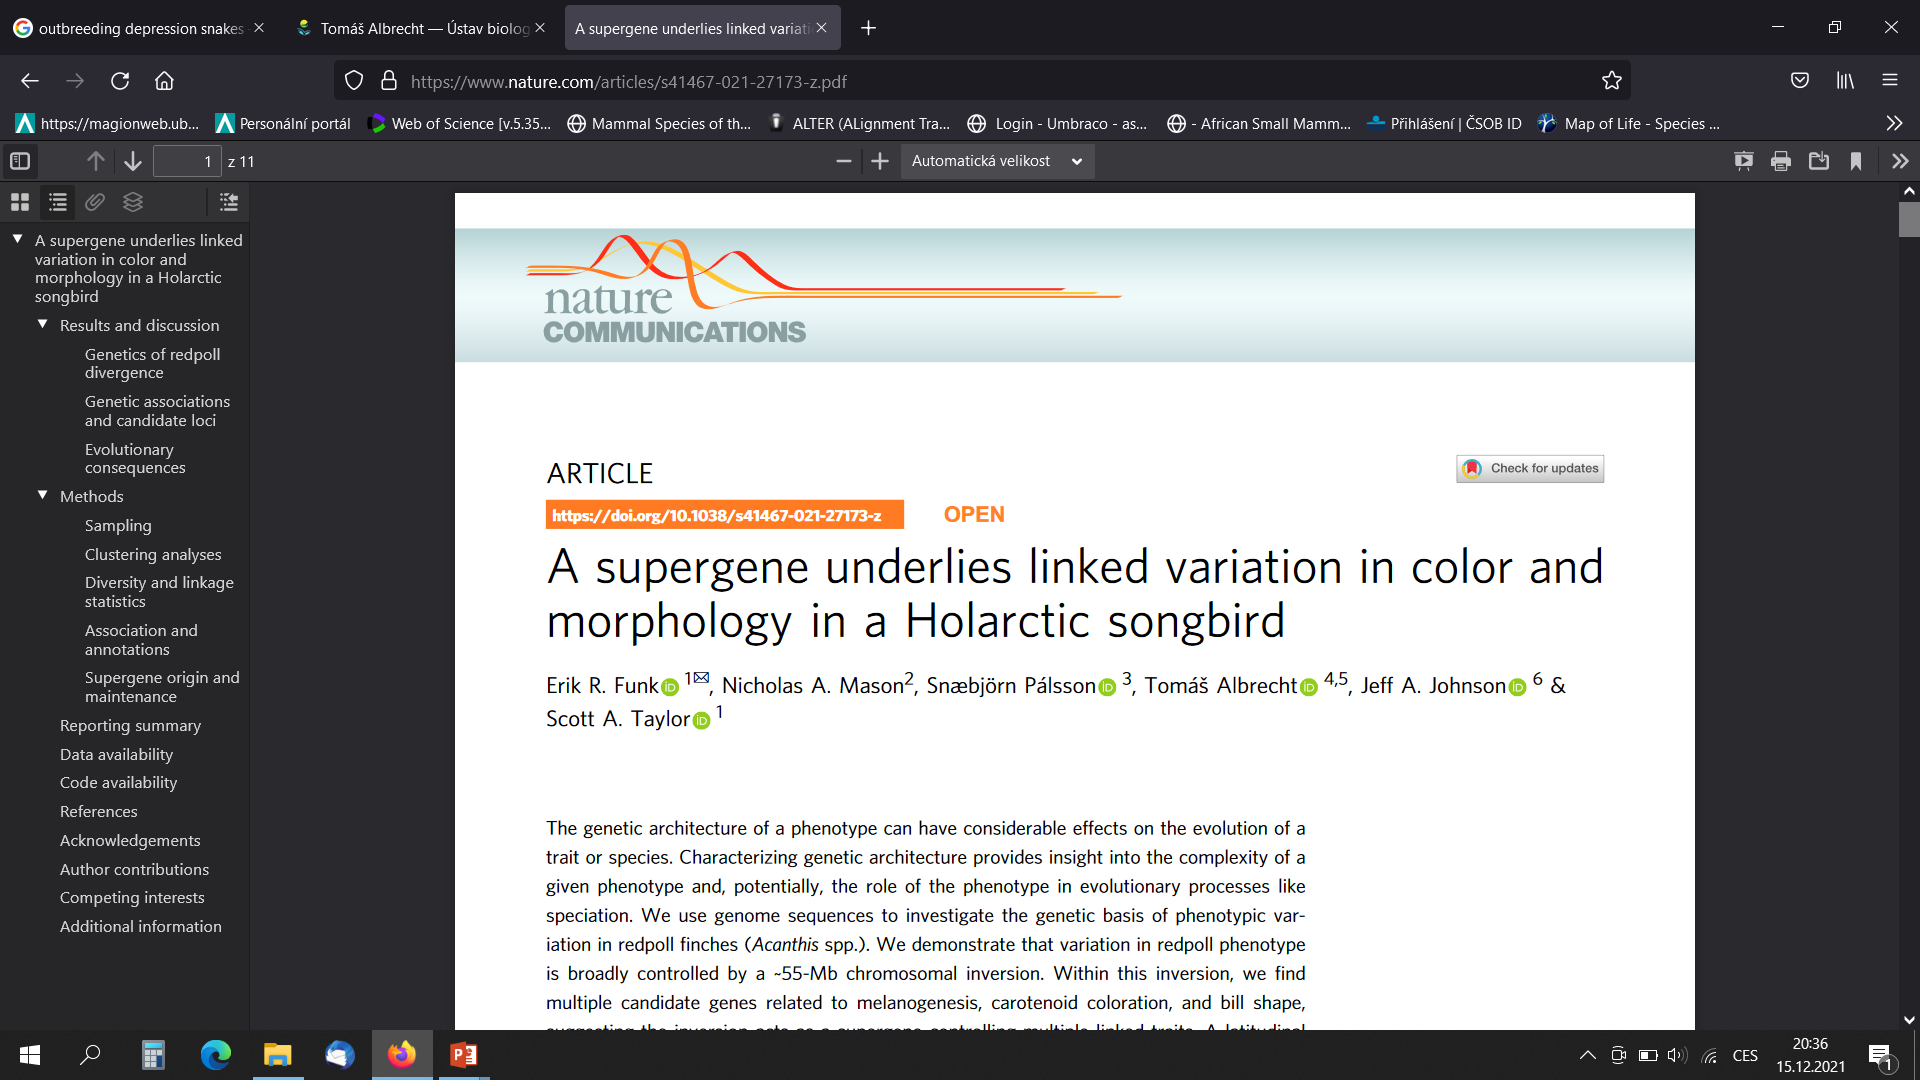 outbreeding depression snakes
Tomáš Albrecht — Ústav biolog
A supergene underlies linked variati
https://www.nature.com/articles/s41467-021-27173-z.pdf
https://magionweb.ub...
Personální portál
Web of Science [v.5.35...
Mammal Species of th...
ALTER (ALignment Tra...
Login - Umbraco - as...
- African Small Mamm...
Přihlášení | ČSOB ID
Map of Life - Species ...
1 z 11
Automatická velikost
A supergene underlies linked
variation in color and
morphology in a Holarctic
songbird
Results and discussion
Genetics of redpoll
divergence
Genetic associations
and candidate loci
Evolutionary
consequences
Methods
Sampling
Clustering analyses
Diversity and linkage
statistics
Association and
annotations
Supergene origin and
maintenance
Reporting summary
Data availability
Code availability
References
Acknowledgements
Author contributions
Competing interests
Additional information
nature
COMMUNICATIONS
ARTICLE
Check for updates
https://doi.org/10.1038/s41467-021-27173-z
OPEN
A supergene underlies linked variation in color and
morphology in a Holarctic songbird
Erik R. Funk 1✉, Nicholas A. Mason2, Snæbjörn Pálsson 3, Tomáš Albrecht 4,5, Jeff A. Johnson 6 &
Scott A. Taylor 1
The genetic architecture of a phenotype can have considerable effects on the evolution of a
trait or species. Characterizing genetic architecture provides insight into the complexity of a
given phenotype and, potentially, the role of the phenotype in evolutionary processes like
speciation. We use genome sequences to investigate the genetic basis of phenotypic var-
iation in redpoll finches (Acanthis spp.). We demonstrate that variation in redpoll phenotype
is broadly controlled by a ~55-Mb chromosomal inversion. Within this inversion, we find
multiple candidate genes related to melanogenesis, carotenoid coloration, and bill shape,
suggesting the inversion acts as a supergene controlling multiple linked traits. A latitudinal
CES
20:36
15.12.2021
1